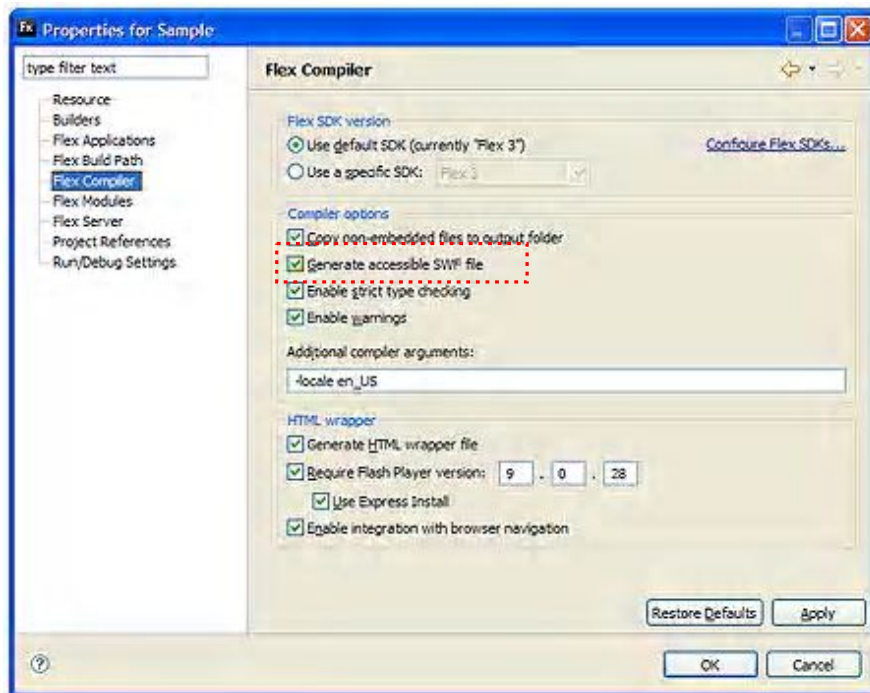 Fx Properties for Sample
type filter text
Resource
Builders
Flex Applications
Flex Build Path
Flex Compiler
Flex Modules
Flex Server
Project References
Run/Debug Settings
Flex Compiler
Flex SDK version
Use default SDK (currently "Flex 3")
Configure Flex SDKs...
Use a specific SDK: Flex 3
Compiler options
Copy non-embedded files to output folder
Generate accessible SWF file
Enable strict type checking
Enable warnings
Additional compiler arguments:
-locale en_US
HTML wrapper
Generate HTML wrapper file
Require Flash Player version: 9 . 0 . 28
Use Express Install
Enable integration with browser navigation
Restore Defaults Apply
? OK Cancel